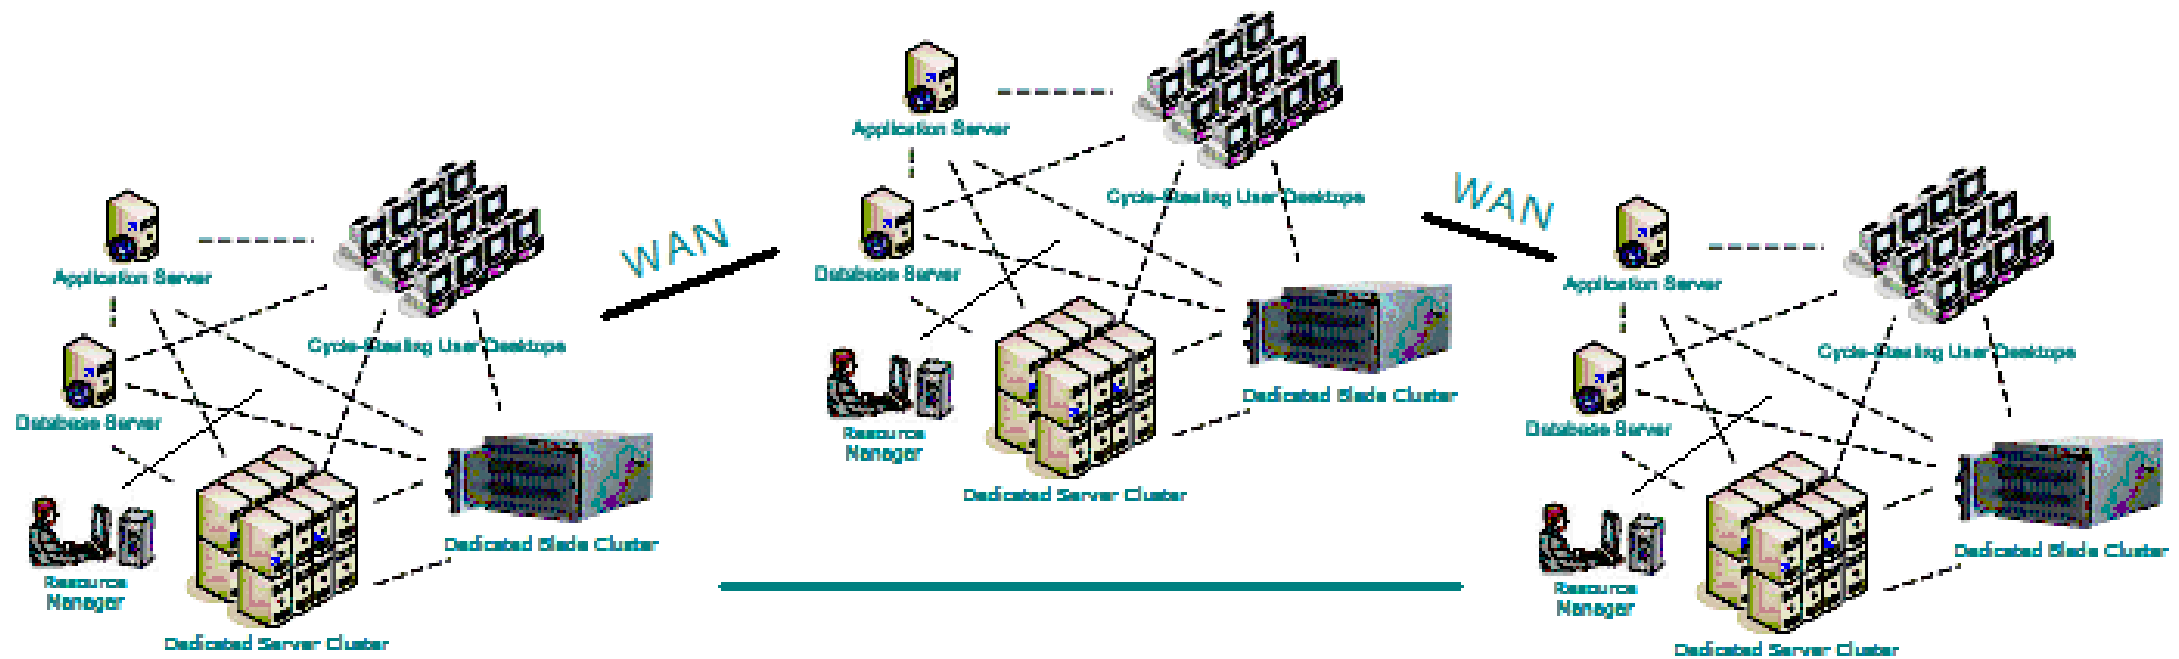 Application Server
Cycle-Stealing User Desktops
Database Server
Resource
Manager
Dedicated Blade Cluster
Dedicated Server Cluster
WAN
Application Server
Cycle-Stealing User Desktops
Database Server
Resource
Manager
Dedicated Blade Cluster
Dedicated Server Cluster
WAN
Application Server
Cycle-Stealing User Desktops
Database Server
Resource
Manager
Dedicated Blade Cluster
Dedicated Server Cluster